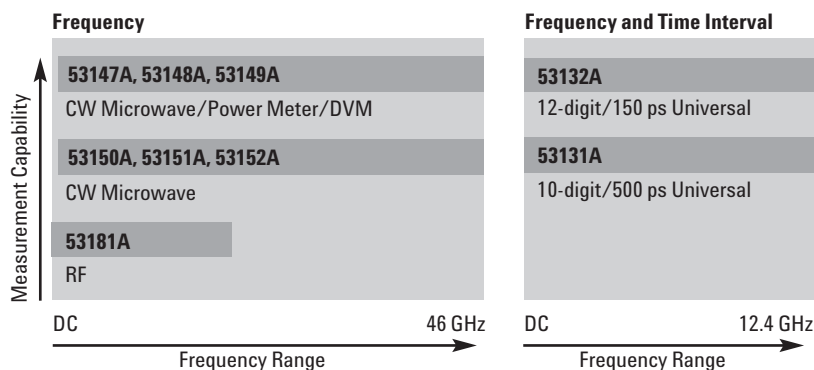 Frequency
53147A, 53148A, 53149A
CW Microwave/Power Meter/DVM
53150A, 53151A, 53152A
CW Microwave
53181A
RF
Measurement Capability
DC
46 GHz
Frequency Range
Frequency and Time Interval
53132A
12-digit/150 ps Universal
53131A
10-digit/500 ps Universal
DC
12.4 GHz
Frequency Range